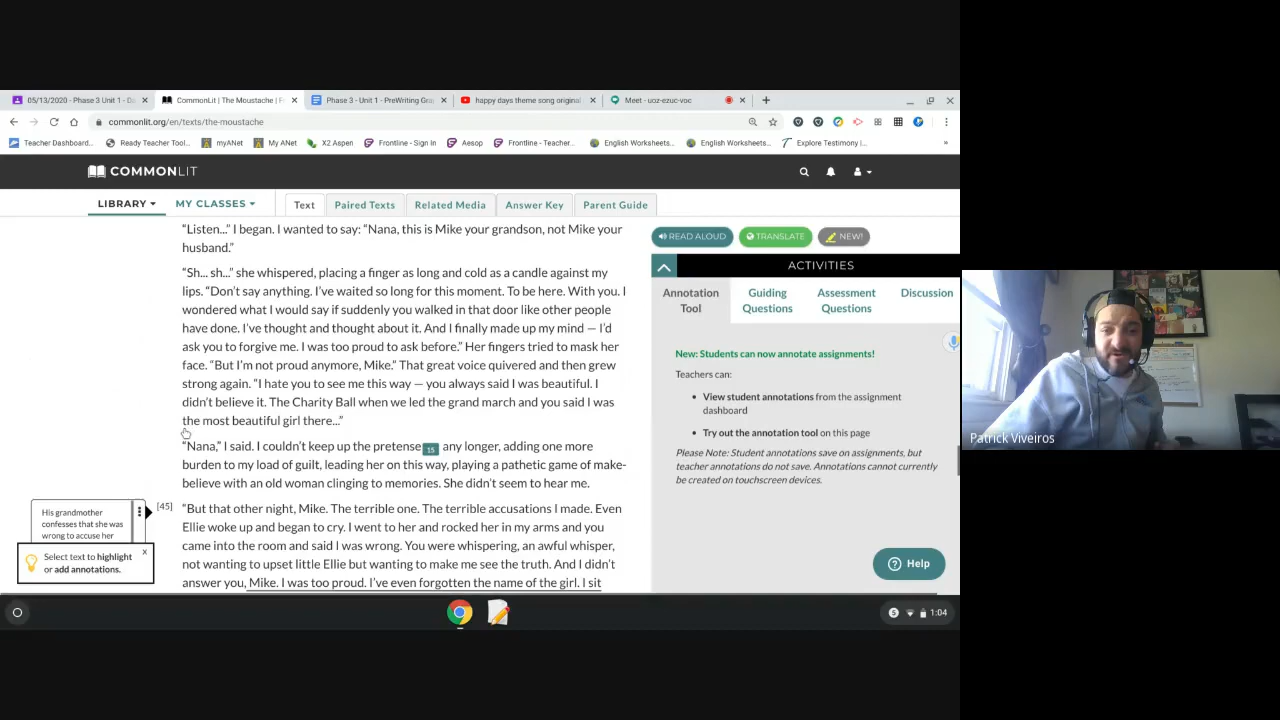 05/13/2020 - Phase 3 Unit 1 - Da
CommonLit | The Moustache | F
Phase 3 - Unit 1 - PreWriting Gra
happy days theme song original
Meet - uoz-ezuc-voc
commonlit.org/en/texts/the-moustache
Teacher Dashboard...
Ready Teacher Tool...
myANet
My ANet
X2 Aspen
Frontline - Sign In
Aesop
Frontline - Teacher...
English Worksheets...
English Worksheets...
Explore Testimony I...
COMMONLIT
LIBRARY
MY CLASSES
Text
Paired Texts
Related Media
Answer Key
Parent Guide
“Listen...” I began. I wanted to say: “Nana, this is Mike your grandson, not Mike your
husband.”
“Sh... sh...” she whispered, placing a finger as long and cold as a candle against my
lips. “Don’t say anything. I’ve waited so long for this moment. To be here. With you. I
wondered what I would say if suddenly you walked in that door like other people
have done. I’ve thought and thought about it. And I finally made up my mind — I’d
ask you to forgive me. I was too proud to ask before.” Her fingers tried to mask her
face. “But I’m not proud anymore, Mike.” That great voice quivered and then grew
strong again. “I hate you to see me this way — you always said I was beautiful. I
didn’t believe it. The Charity Ball when we led the grand march and you said I was
the most beautiful girl there...”
“Nana,” I said. I couldn’t keep up the pretense 15 any longer, adding one more
burden to my load of guilt, leading her on this way, playing a pathetic game of make-
believe with an old woman clinging to memories. She didn’t seem to hear me.
[45]
“But that other night, Mike. The terrible one. The terrible accusations I made. Even
Ellie woke up and began to cry. I went to her and rocked her in my arms and you
came into the room and said I was wrong. You were whispering, an awful whisper,
not wanting to upset little Ellie but wanting to make me see the truth. And I didn’t
answer you, Mike. I was too proud. I’ve even forgotten the name of the girl. I sit
His grandmother
confesses that she was
wrong to accuse her
Select text to highlight
or add annotations.
x
READ ALOUD
TRANSLATE
NEW!
ACTIVITIES
Annotation
Tool
Guiding
Questions
Assessment
Questions
Discussion
New: Students can now annotate assignments!
Teachers can:
• View student annotations from the assignment
dashboard
• Try out the annotation tool on this page
Please Note: Student annotations save on assignments, but
teacher annotations do not save. Annotations cannot currently
be created on touchscreen devices.
Help
5
1:04
Patrick Viveiros